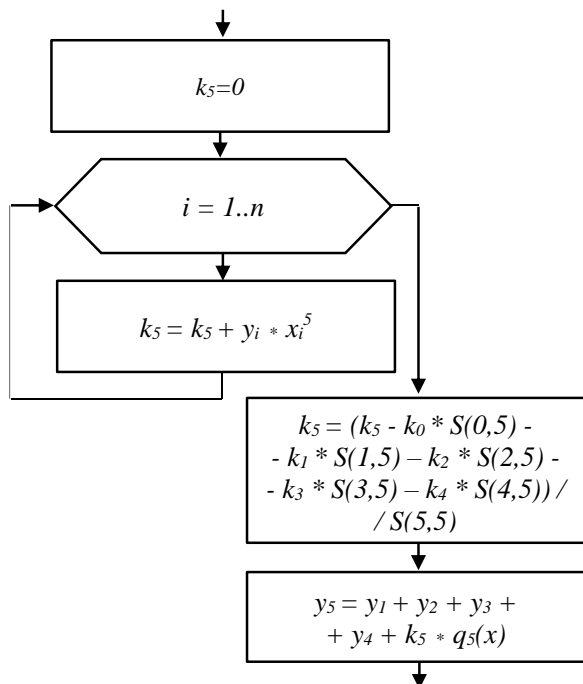 k₅=0
i = 1..n
k₅ = k₅ + yᵢ * xᵢ⁵
k₅ = (k₅ - k₀ * S(0,5) -
- k₁ * S(1,5) – k₂ * S(2,5) -
- k₃ * S(3,5) – k₄ * S(4,5)) /
/ S(5,5)
y₅ = y₁ + y₂ + y₃ +
+ y₄ + k₅ * q₅(x)